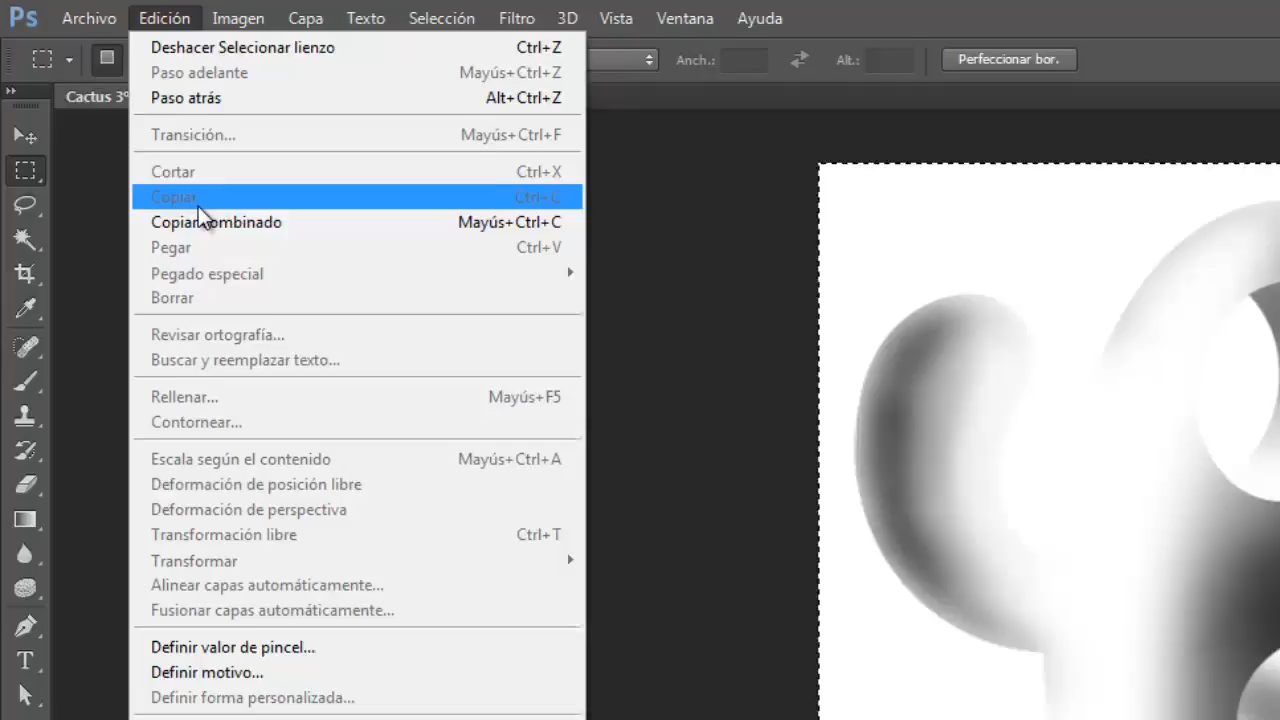 Ps Archivo Edición Imagen Capa Texto Selección Filtro 3D Vista Ventana Ayuda
Anch.: Alt.: Perfeccionar bor.
Cactus 3º
Deshacer Selecionar lienzo Ctrl+Z
Paso adelante Mayús+Ctrl+Z
Paso atrás Alt+Ctrl+Z
Transición... Mayús+Ctrl+F
Cortar Ctrl+X
Copiar Ctrl+C
Copiar combinado Mayús+Ctrl+C
Pegar Ctrl+V
Pegado especial
Borrar
Revisar ortografía...
Buscar y reemplazar texto...
Rellenar... Mayús+F5
Contornear...
Escala según el contenido Mayús+Ctrl+A
Deformación de posición libre
Deformación de perspectiva
Transformación libre Ctrl+T
Transformar
Alinear capas automáticamente...
Fusionar capas automáticamente...
Definir valor de pincel...
Definir motivo...
Definir forma personalizada...